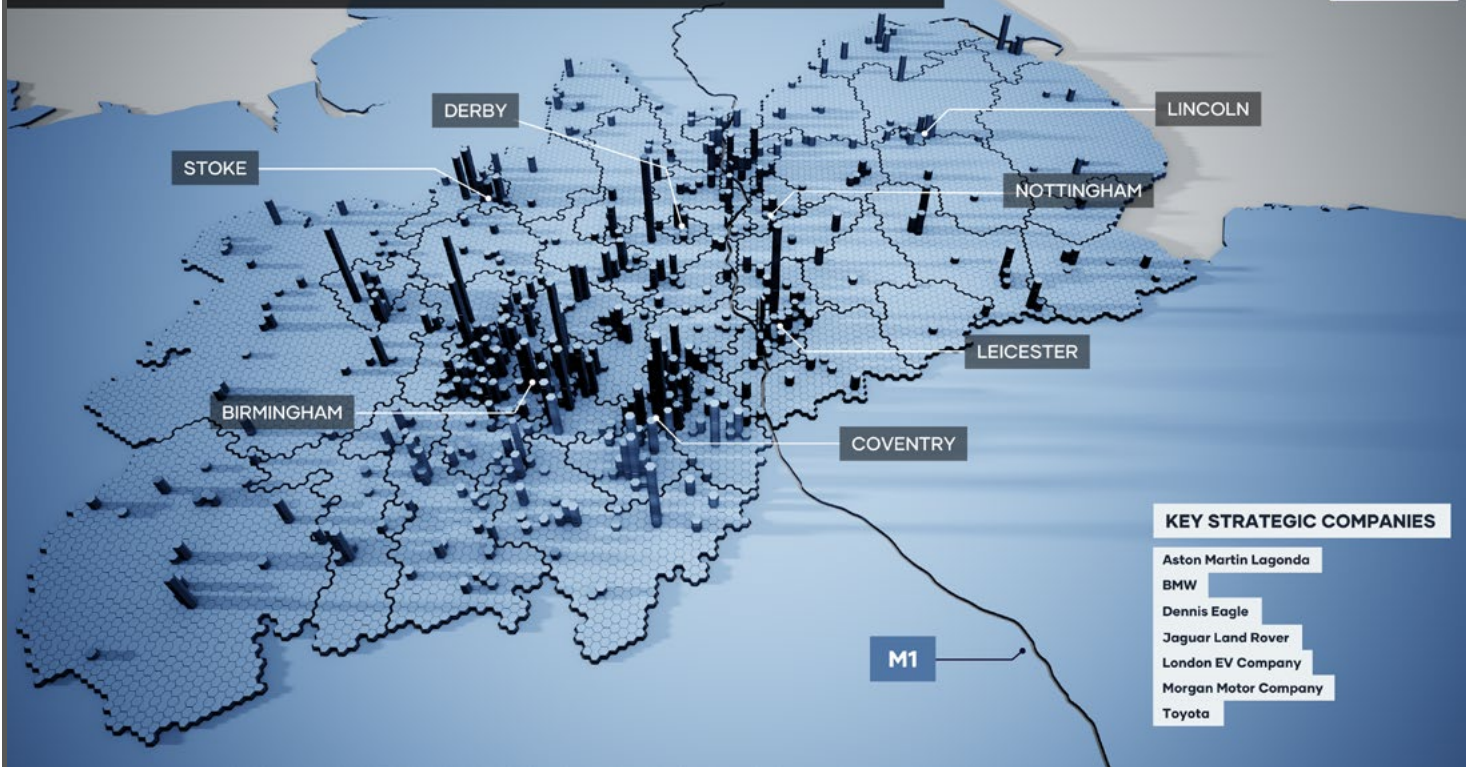 DERBY
LINCOLN
STOKE
NOTTINGHAM
LEICESTER
BIRMINGHAM
COVENTRY
M1
KEY STRATEGIC COMPANIES
Aston Martin Lagonda
BMW
Dennis Eagle
Jaguar Land Rover
London EV Company
Morgan Motor Company
Toyota